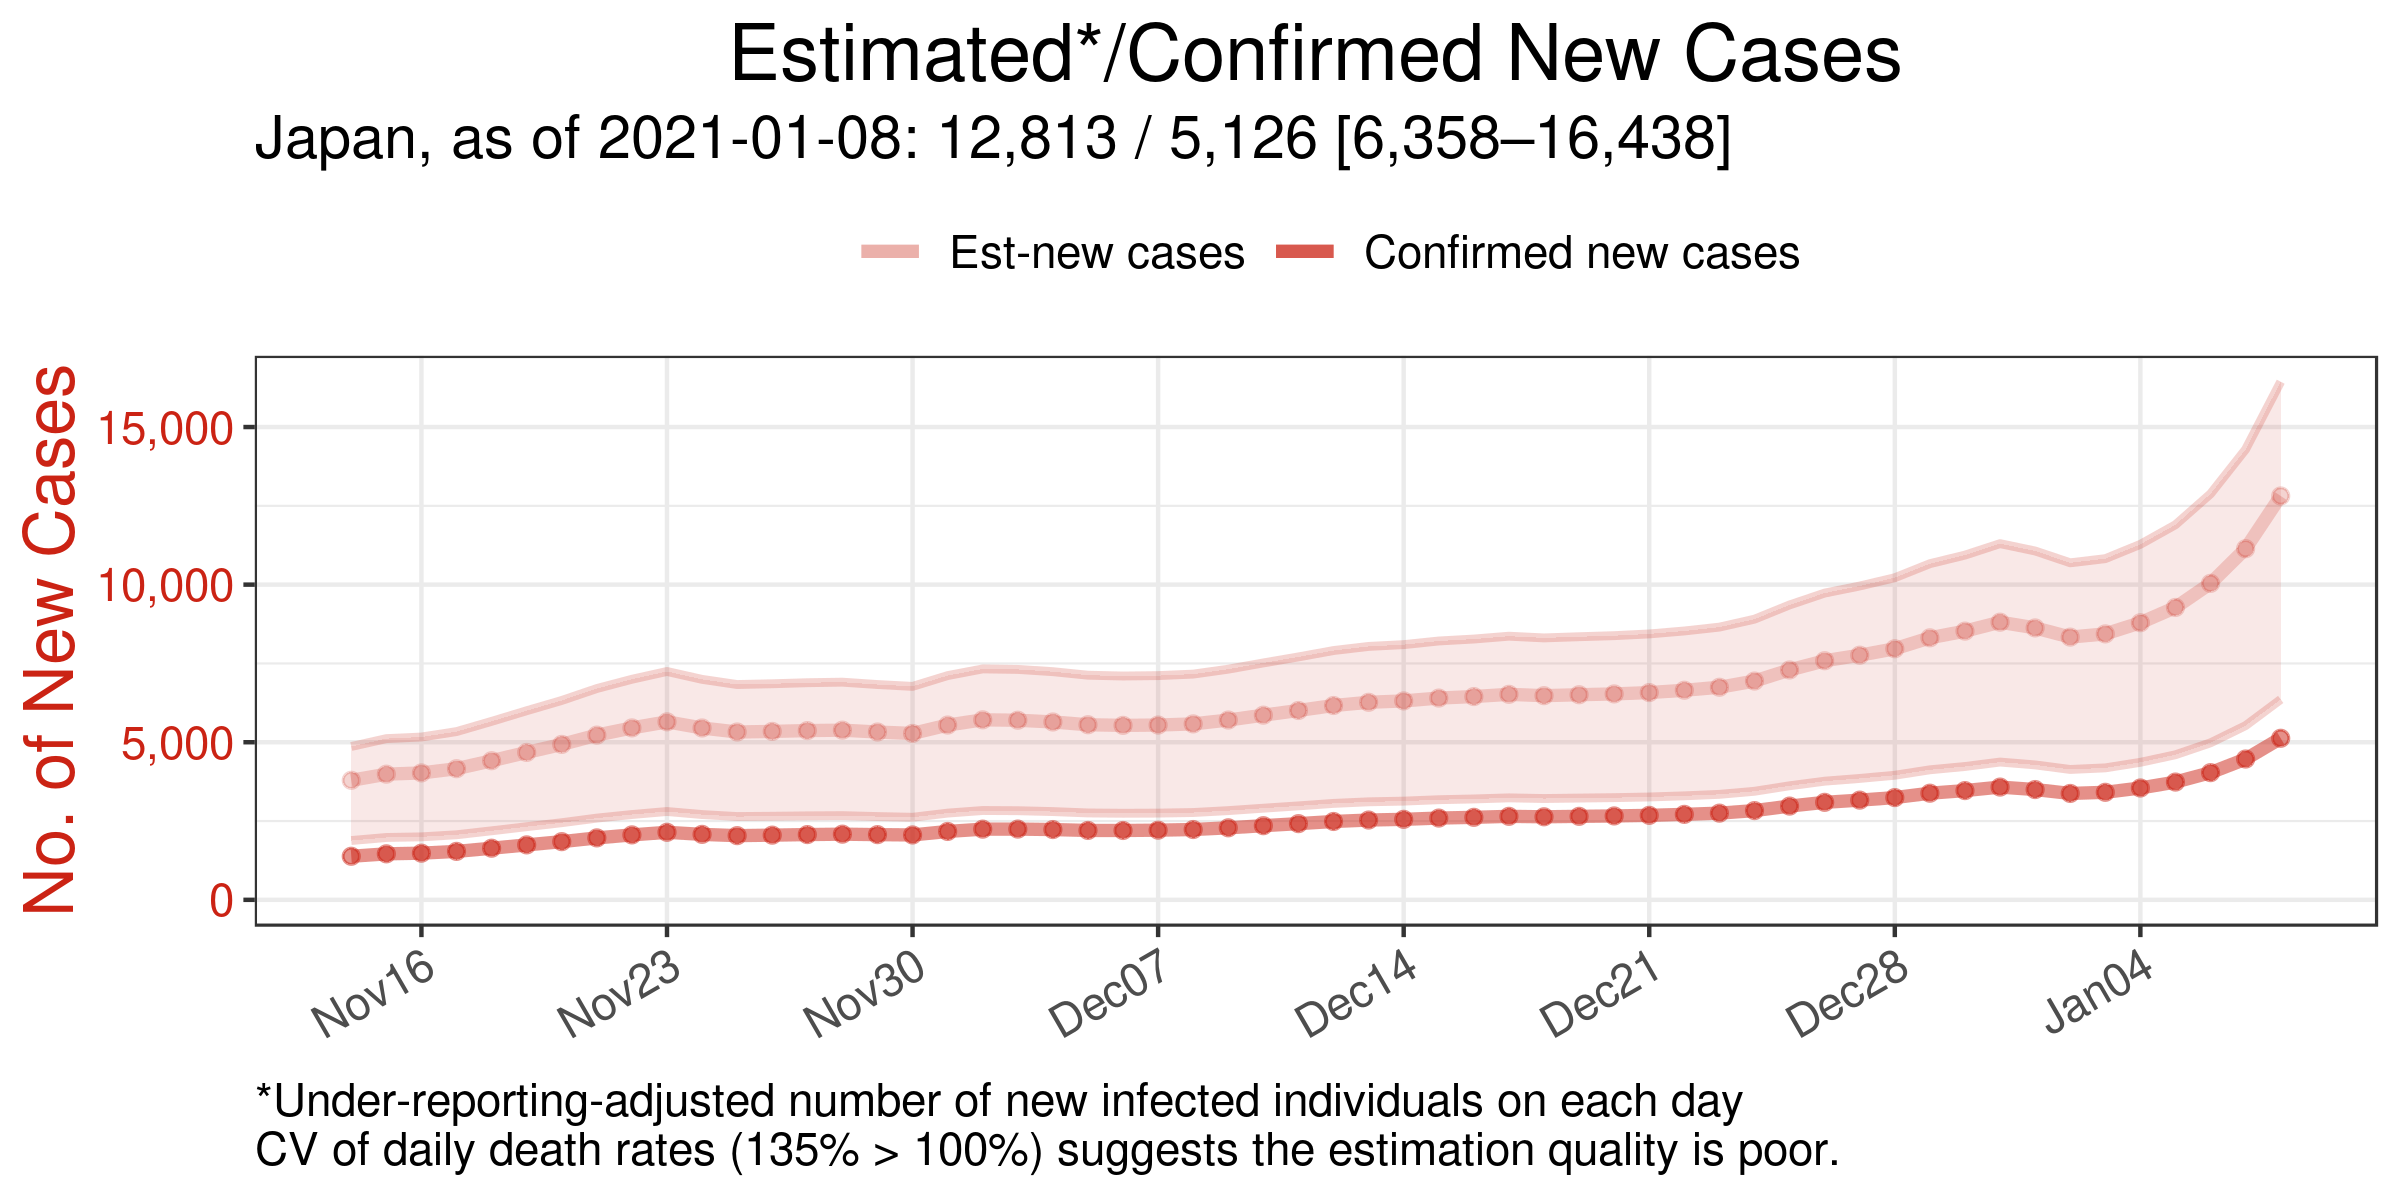 Estimated*/Confirmed New Cases
Japan, as of 2021-01-08: 12,813 / 5,126 [6,358–16,438]
Est-new cases
Confirmed new cases
No. of New Cases
15,000
10,000
5,000
0
Nov16
Nov23
Nov30
Dec07
Dec14
Dec21
Dec28
Jan04
*Under-reporting-adjusted number of new infected individuals on each day
CV of daily death rates (135% > 100%) suggests the estimation quality is poor.